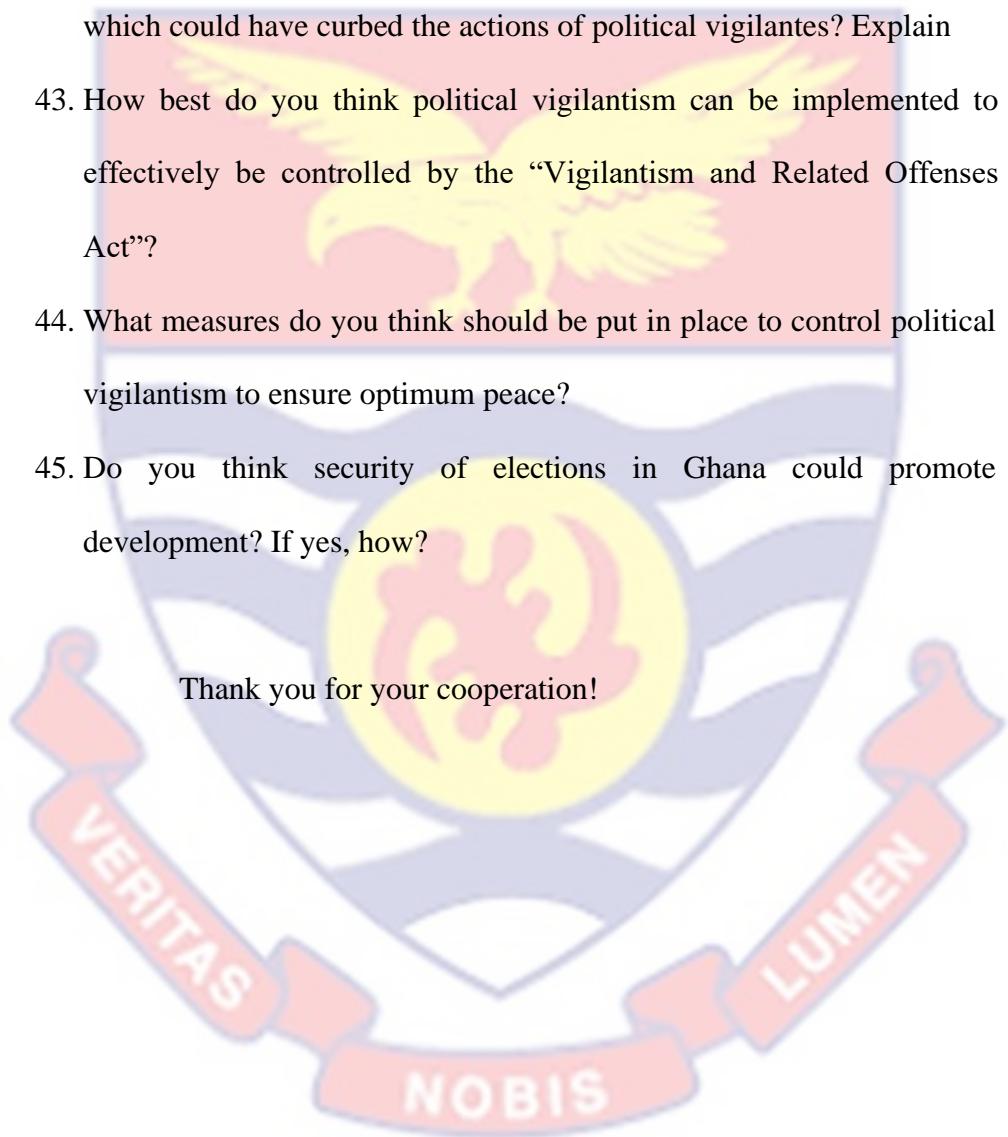 which could have curbed the actions of political vigilantes? Explain
43. How best do you think political vigilantism can be implemented to
effectively be controlled by the “Vigilantism and Related Offenses
Act”?
44. What measures do you think should be put in place to control political
vigilantism to ensure optimum peace?
45. Do you think security of elections in Ghana could promote
development? If yes, how?
Thank you for your cooperation!
VERITAS
NOBIS
LUMEN